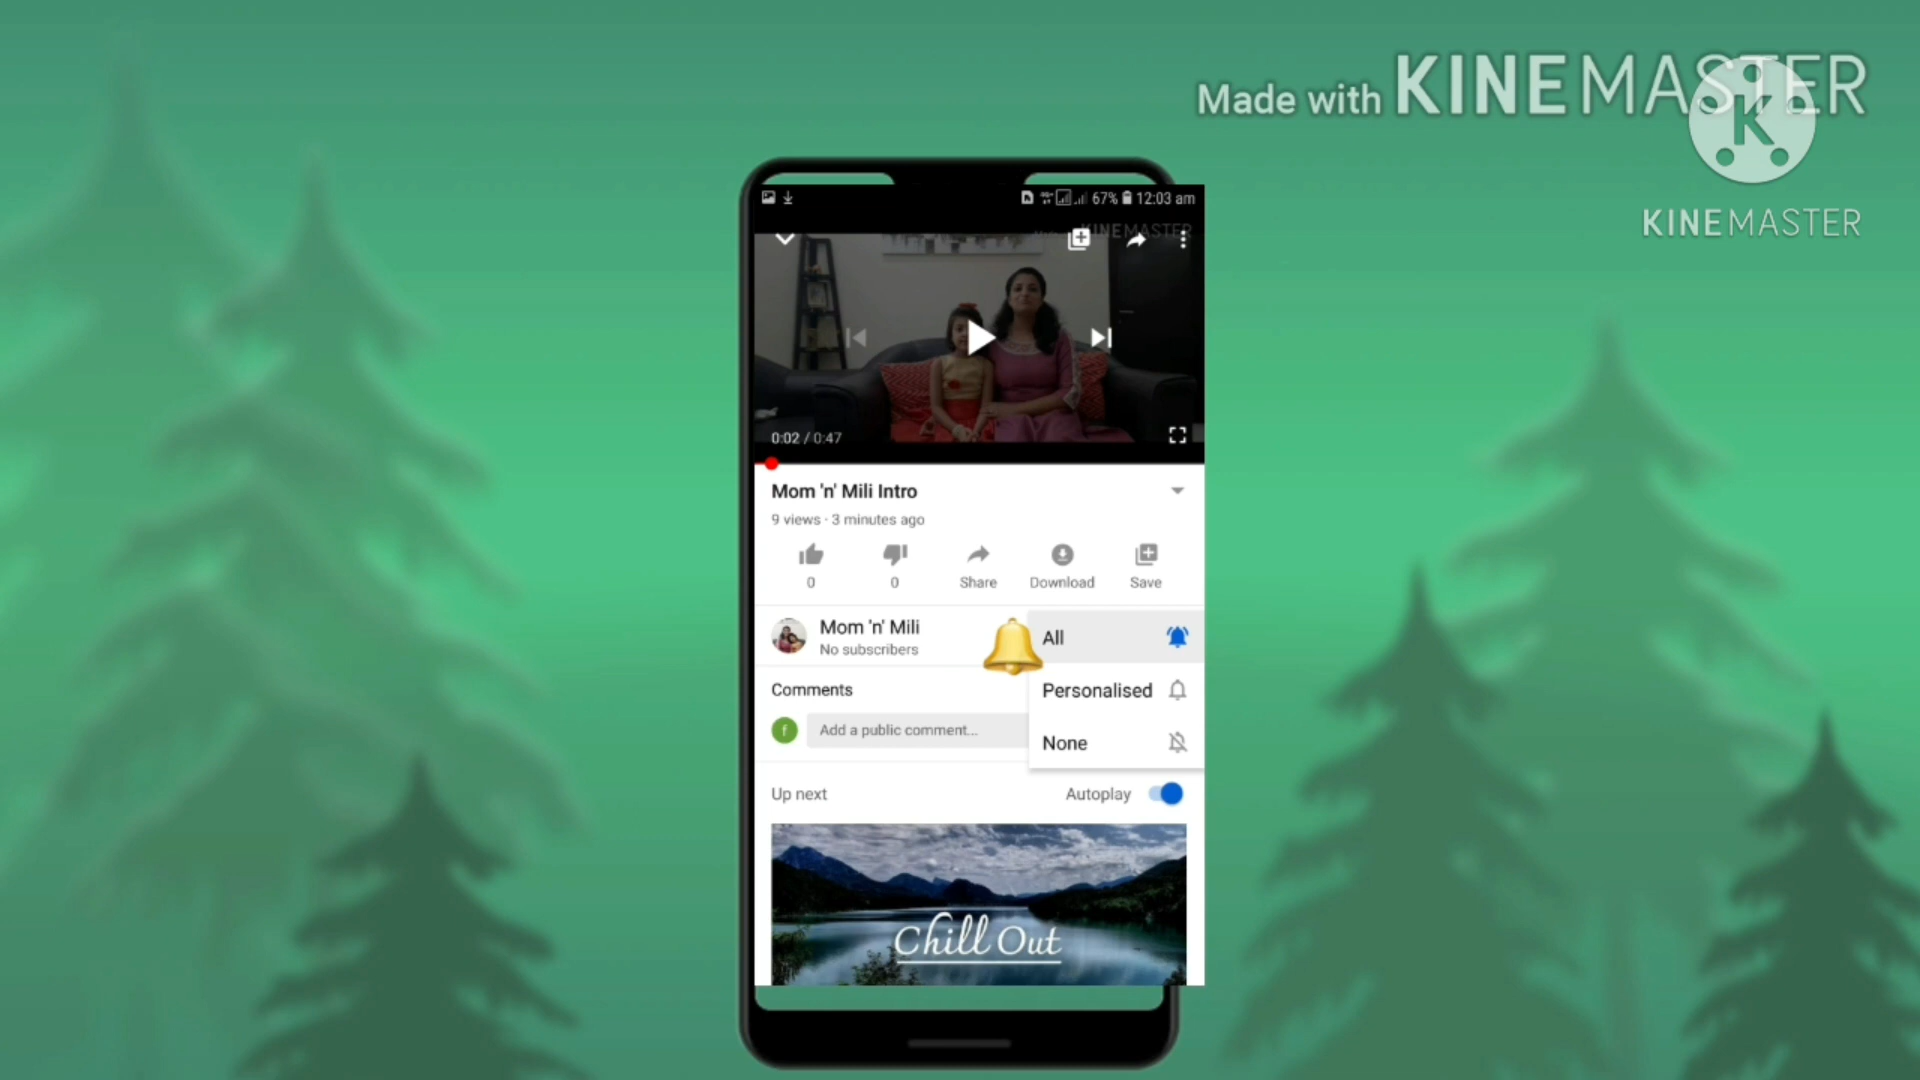 Made with KINEMASTER
K
KINEMASTER
67% 12:03 am
KINEMASTER
0:02 / 0:47
Mom 'n' Mili Intro
9 views · 3 minutes ago
0
0
Share
Download
Save
Mom 'n' Mili
No subscribers
All
Comments
Personalised
f
Add a public comment...
None
Up next
Autoplay
Chill Out